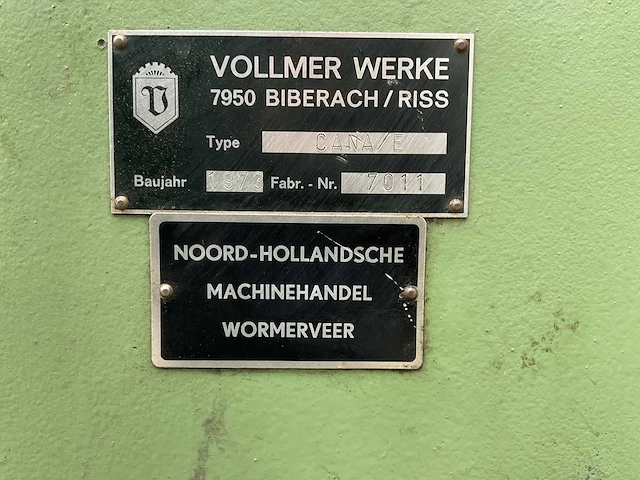 VOLLMER WERKE
7950 BIBERACH/RISS
Type CANA/E
Baujahr 1973 Fabr.-Nr. 7011
NOORD-HOLLANDSCHE
MACHINEHANDEL
WORMERVEER